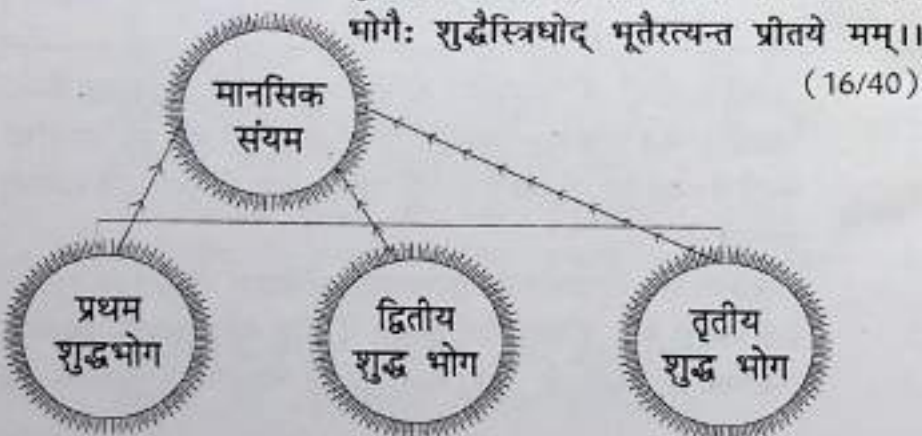 भोगैः शुद्धैस्त्रिधोद् भूतैरत्यन्त प्रीतये मम्।।
(16/40)
मानसिक
संयम
प्रथम
शुद्धभोग
द्वितीय
शुद्ध भोग
तृतीय
शुद्ध भोग